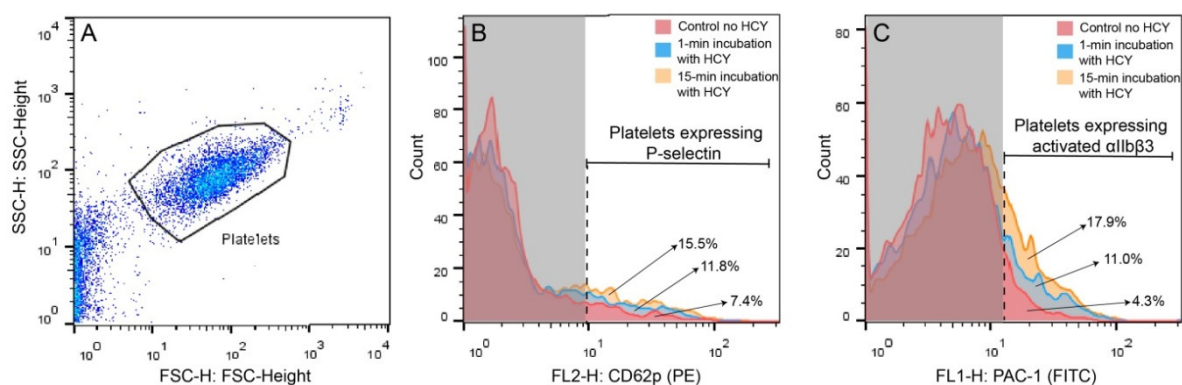 A
10^4
10^3
10^2
10^1
10^0
SSC-H: SSC-Height
Platelets
10^0
10^1
10^2
10^3
10^4
FSC-H: FSC-Height
B
Control no HCY
1-min incubation
with HCY
15-min incubation
with HCY
Platelets expressing
P-selectin
15.5%
11.8%
7.4%
100
80
60
40
20
0
Count
10^0
10^1
10^2
FL2-H: CD62p (PE)
C
Control no HCY
1-min incubation
with HCY
15-min incubation
with HCY
Platelets expressing
activated αIIbβ3
17.9%
11.0%
4.3%
80
60
40
20
0
Count
10^0
10^1
10^2
FL1-H: PAC-1 (FITC)